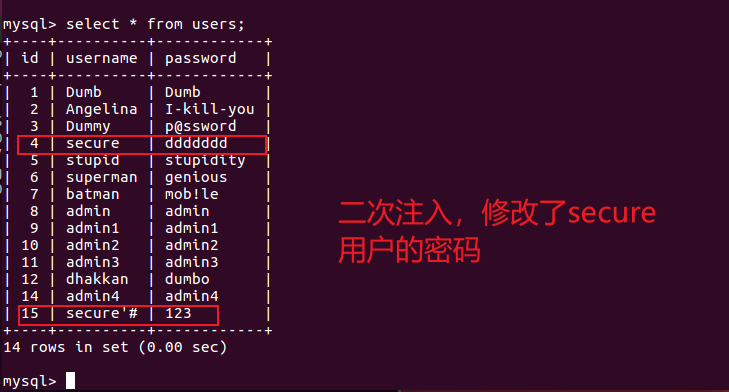 mysql> select * from users;
+----+----------+------------+
| id | username | password   |
+----+----------+------------+
|  1 | Dumb     | Dumb       |
|  2 | Angelina | I-kill-you |
|  3 | Dummy    | p@ssword   |
|  4 | secure   | ddddddd    |
|  5 | stupid   | stupidity  |
|  6 | superman | genious    |
|  7 | batman   | mob!le     |
|  8 | admin    | admin      |
|  9 | admin1   | admin1     |
| 10 | admin2   | admin2     |
| 11 | admin3   | admin3     |
| 12 | dhakkan  | dumbo      |
| 14 | admin4   | admin4     |
| 15 | secure'# | 123        |
+----+----------+------------+
14 rows in set (0.00 sec)
mysql>
二次注入，修改了secure
用户的密码